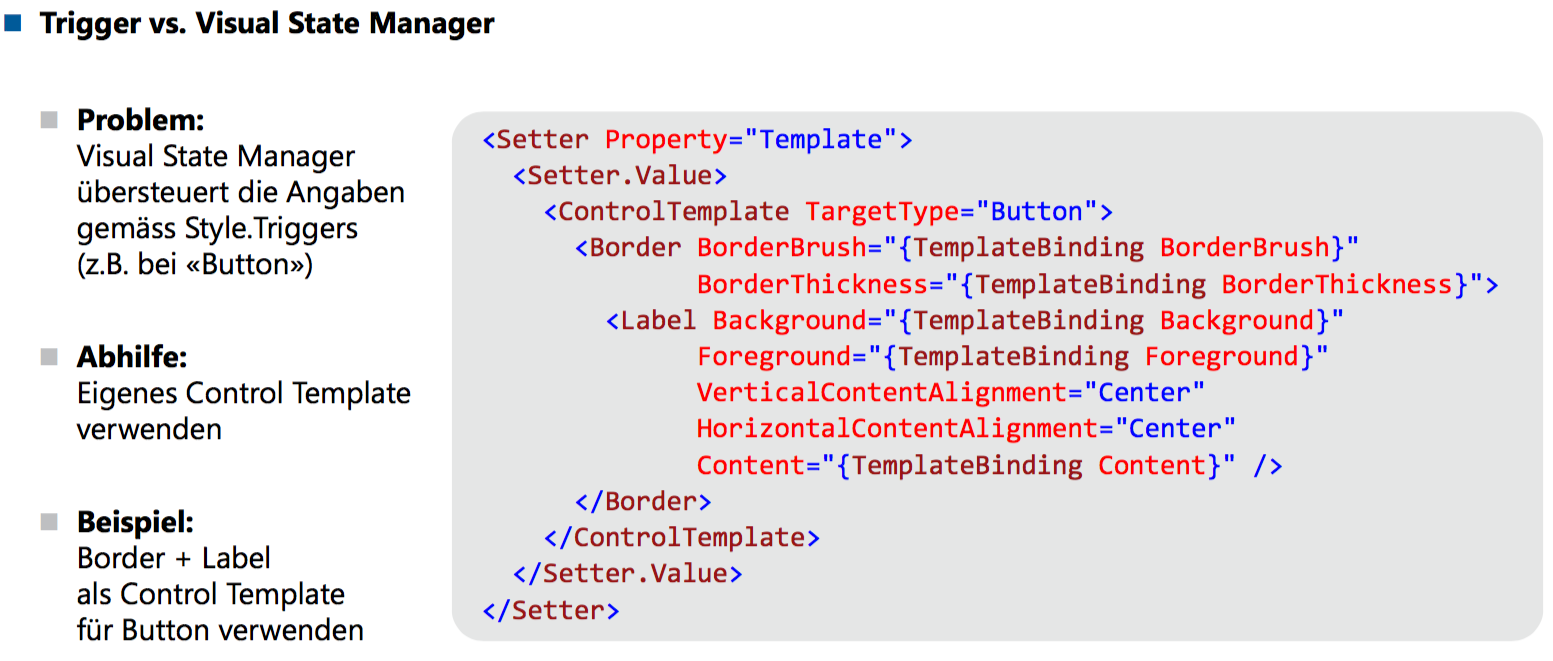 Trigger vs. Visual State Manager
Problem:
Visual State Manager
übersteuert die Angaben
gemäss Style.Triggers
(z.B. bei «Button»)
Abhilfe:
Eigenes Control Template
verwenden
Beispiel:
Border + Label
als Control Template
für Button verwenden
<Setter Property="Template">
  <Setter.Value>
    <ControlTemplate TargetType="Button">
      <Border BorderBrush="{TemplateBinding BorderBrush}"
              BorderThickness="{TemplateBinding BorderThickness}">
        <Label Background="{TemplateBinding Background}"
              Foreground="{TemplateBinding Foreground}"
              VerticalContentAlignment="Center"
              HorizontalContentAlignment="Center"
              Content="{TemplateBinding Content}" />
      </Border>
    </ControlTemplate>
  </Setter.Value>
</Setter>